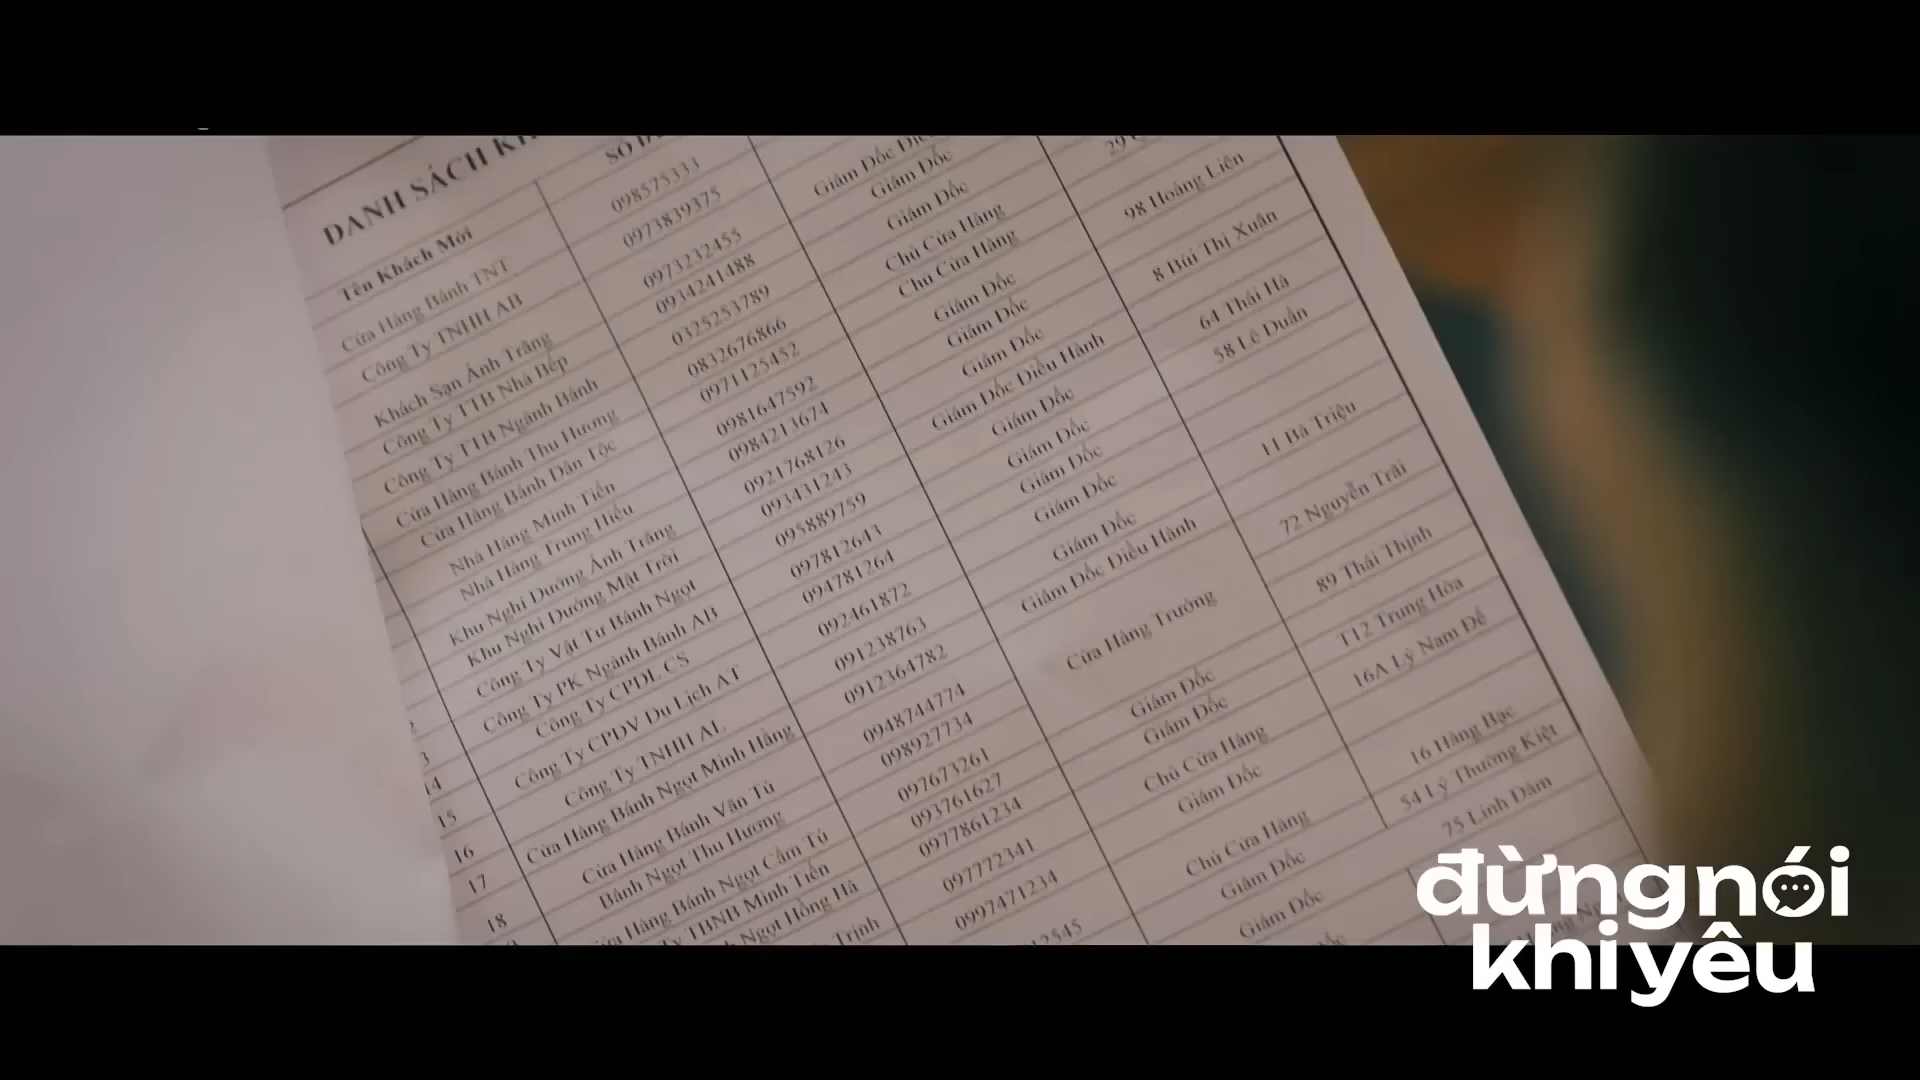 DANH SÁCH
Tên Khách Mời
Cửa Hàng Bánh TNT 098575333 Giám Đốc
Công Ty TNHH AB 0973839375 Giám Đốc 98 Hoàng Liên
Khách Sạn Ánh Trăng 0973232455 Giám Đốc 8 Bùi Thị Xuân
Công Ty TTB Nhà Bếp 0934241488 Chủ Cửa Hàng
Công Ty TTB Ngành Bánh 0325253789 Chủ Cửa Hàng 64 Thái Hà
Cửa Hàng Bánh Thu Hương 0832676866 Giám Đốc 58 Lê Duẩn
Cửa Hàng Bánh Dân Tộc 0971125452 Giám Đốc
Nhà Hàng Minh Tiến 0981647592 Giám Đốc
Nhà Hàng Trung Hiếu 0984213674 Giám Đốc Điều Hành 11 Bà Triệu
Khu Nghỉ Dưỡng Ánh Trăng 0921768126 Giám Đốc
Khu Nghỉ Dưỡng Mặt Trời 093431243 Giám Đốc 72 Nguyễn Trãi
Công Ty Vật Tư Bánh Ngọt 095889759 Giám Đốc
Công Ty PK Ngành Bánh AB 097812643 Giám Đốc 89 Thái Thịnh
Công Ty CPDL CS 094781264 Giám Đốc T12 Trung Hòa
Công Ty CPDV Du Lịch AT 092461872 Giám Đốc Điều Hành 16A Lý Nam Đế
14 Công Ty TNHH AL 091238763 Cửa Hàng Trưởng
15 Cửa Hàng Bánh Ngọt Minh Hằng 0912364782 Giám Đốc 16 Hàng Bạc
16 Cửa Hàng Bánh Vân Tú 0948744774 Giám Đốc 54 Lý Thường Kiệt
17 Bánh Ngọt Thu Hương 098927734 Chủ Cửa Hàng 75 Linh Đàm
18 Hàng Bánh Ngọt Cẩm Tú 097673261 Giám Đốc
TBNB Minh Tiến 093761627 Chủ Cửa Hàng
Ngọt Hồng Hà 0977861234 Giám Đốc
Trịnh 097772341 Giám Đốc
0997471234
đừng nói
khi yêu